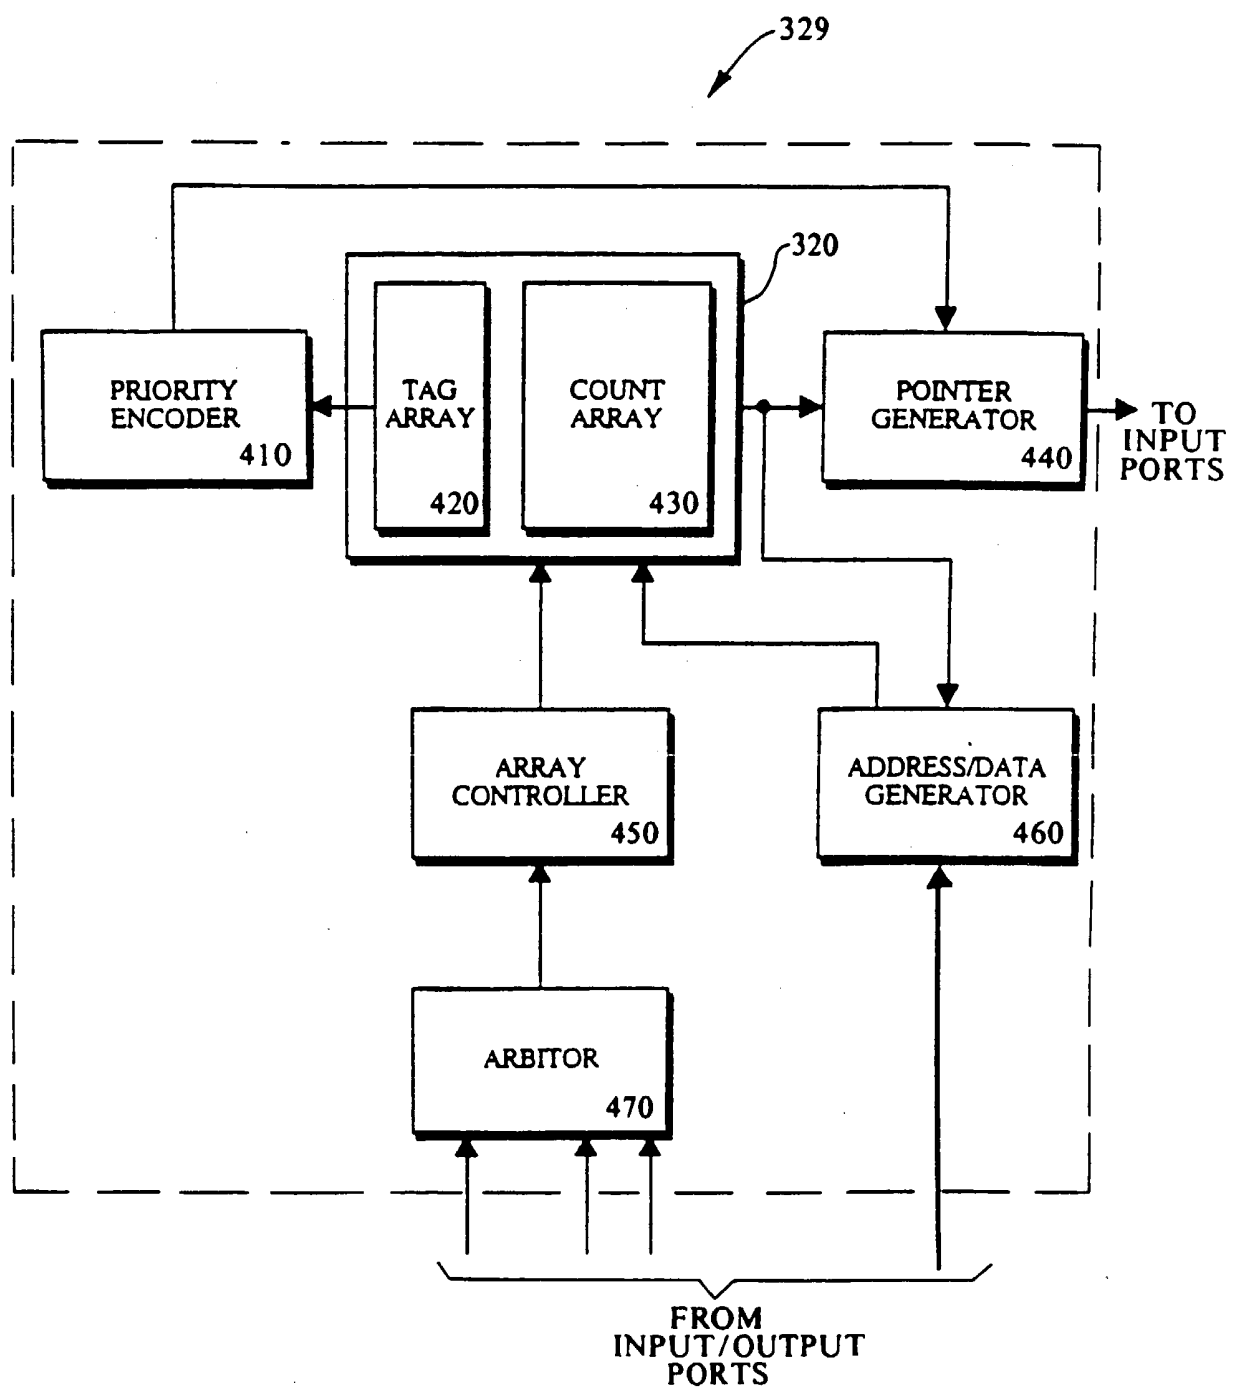 329
320
PRIORITY
ENCODER
410
TAG
ARRAY
420
COUNT
ARRAY
430
POINTER
GENERATOR
440
TO
INPUT
PORTS
ARRAY
CONTROLLER
450
ADDRESS/DATA
GENERATOR
460
ARBITOR
470
FROM
INPUT/OUTPUT
PORTS